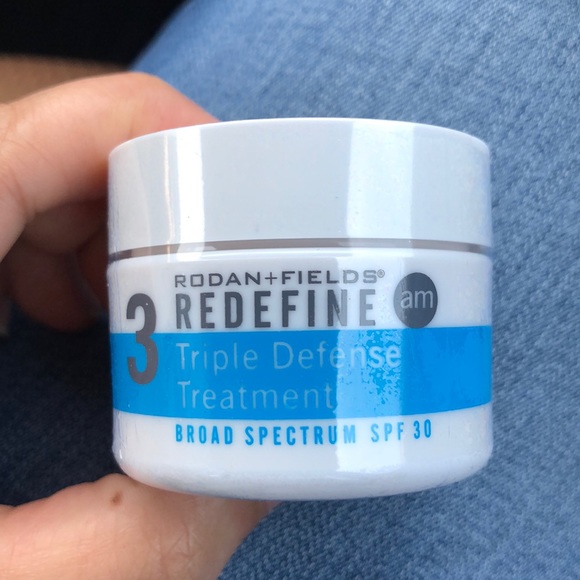 RODAN+FIELDS®
3 REDEFINE am
Triple Defense
Treatment
BROAD SPECTRUM SPF 30